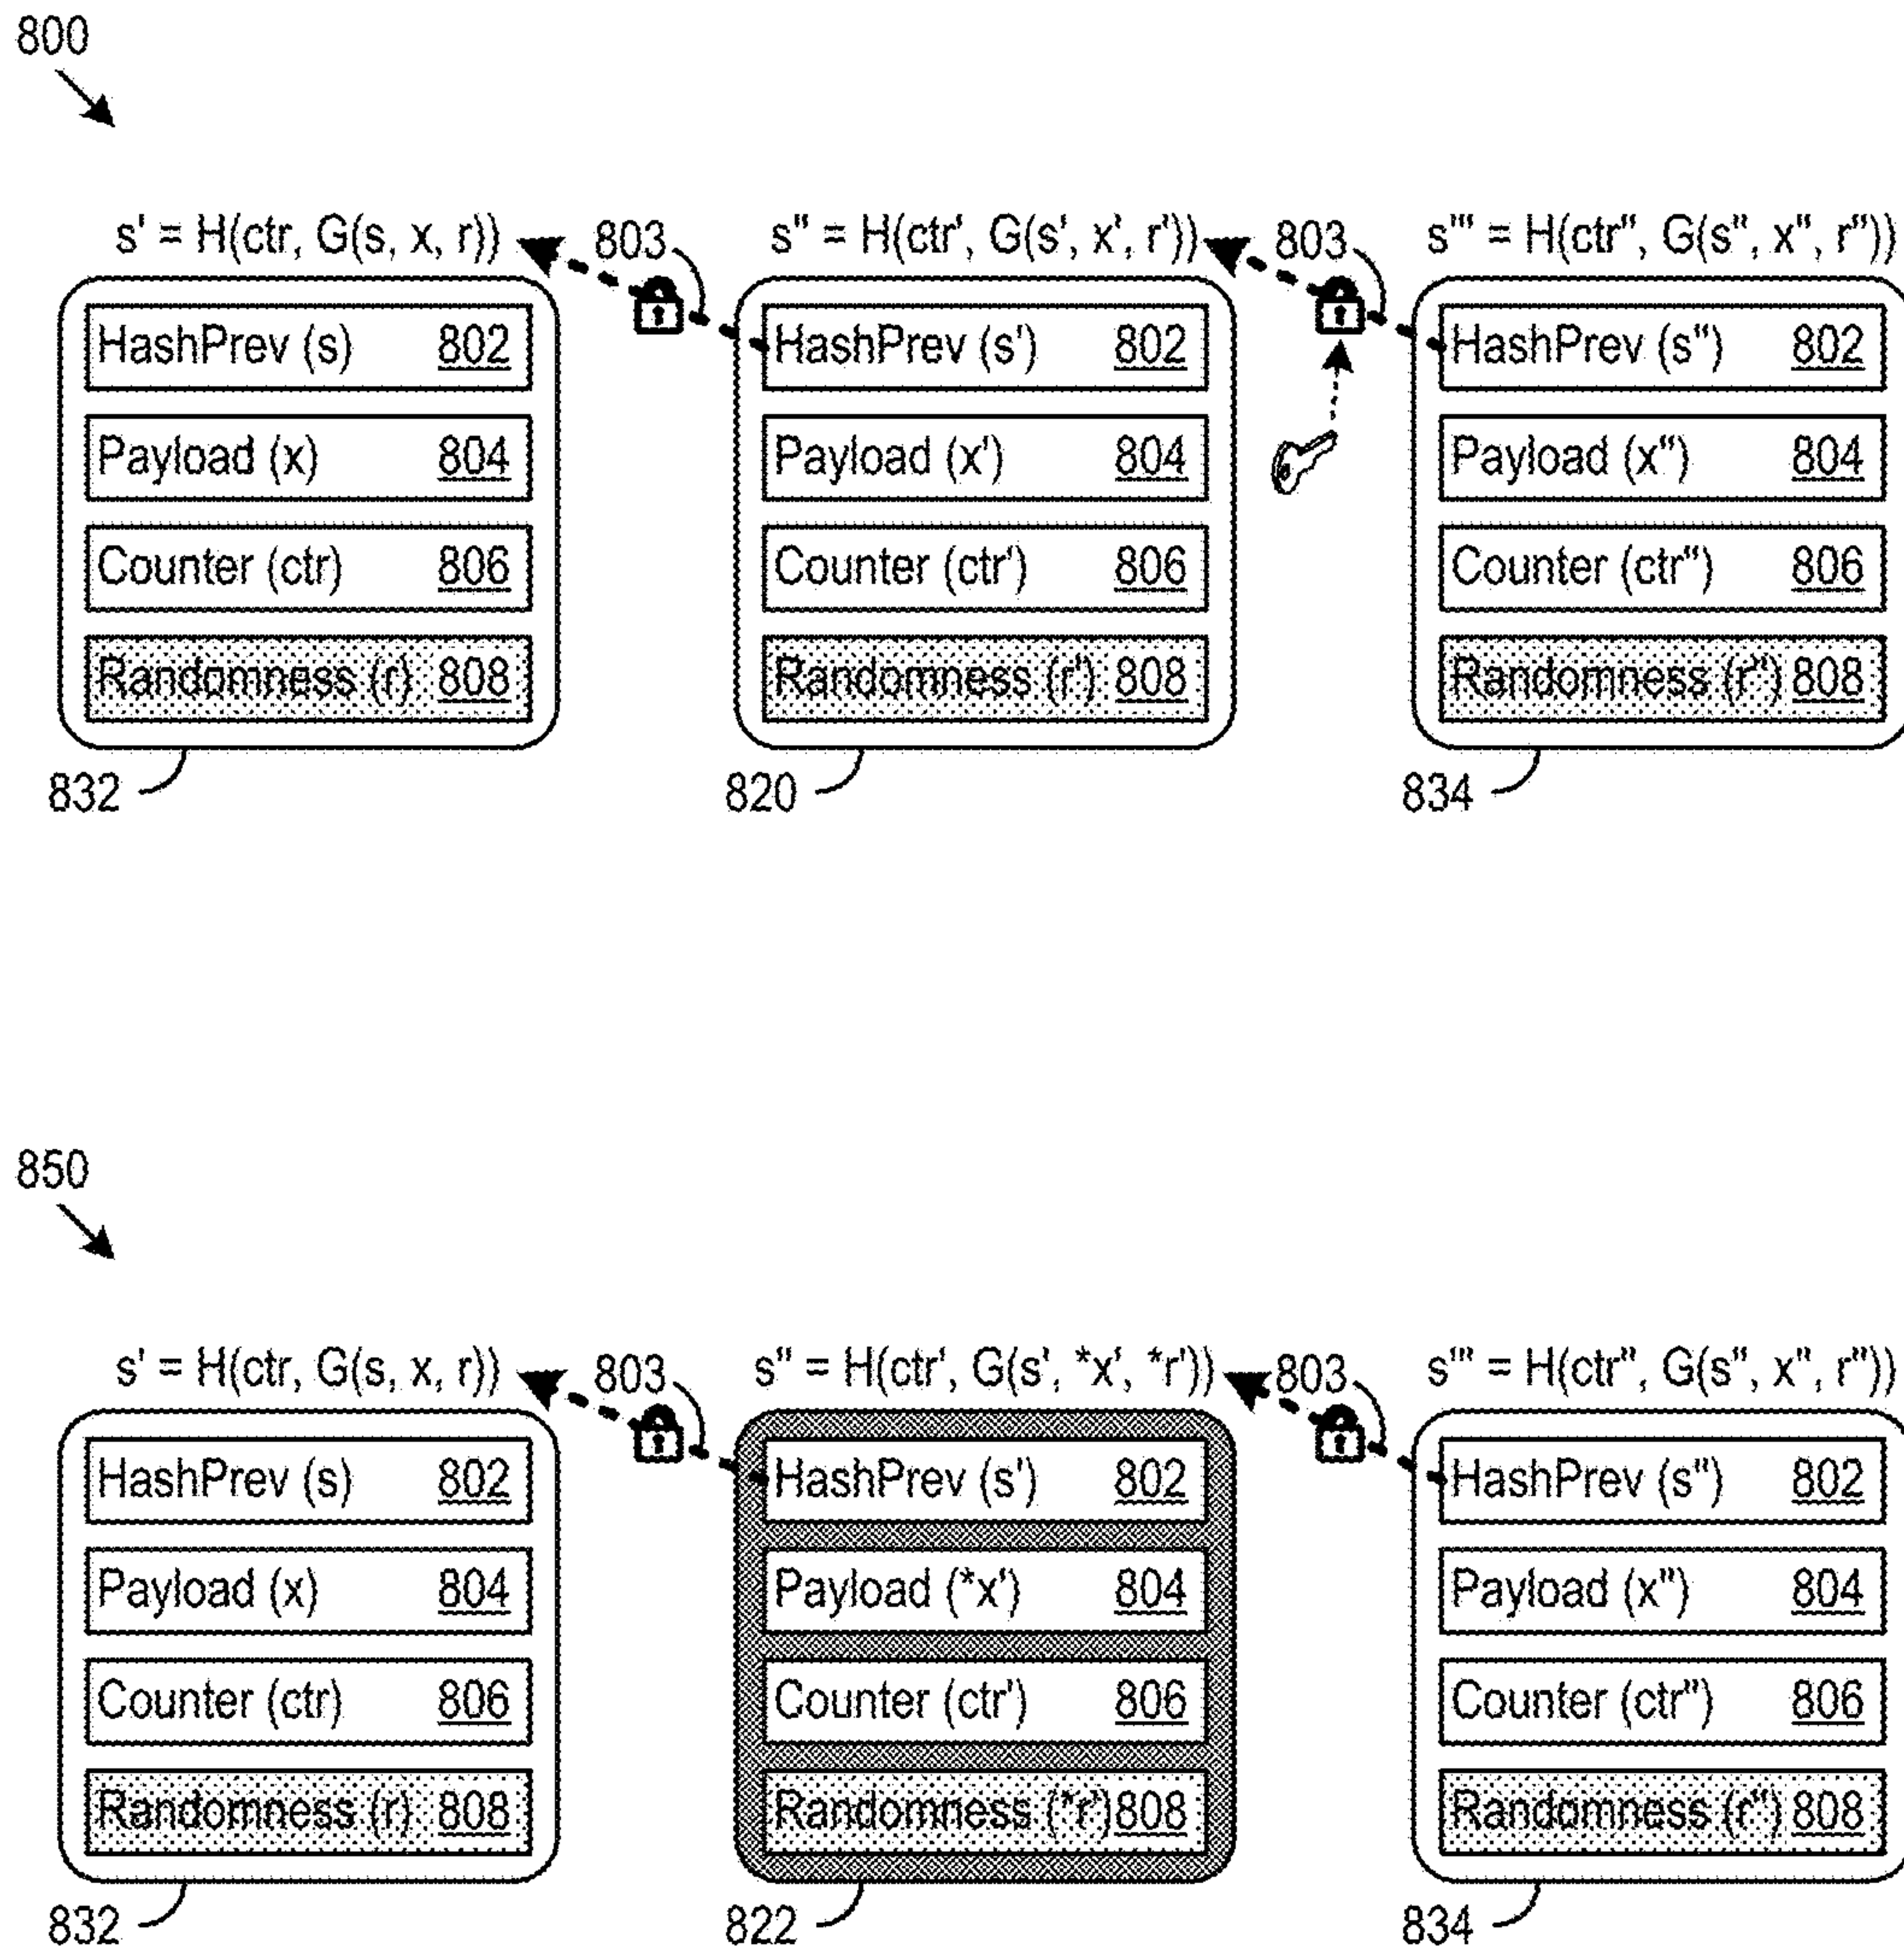 800
s' = H(ctr, G(s, x, r))
803
s" = H(ctr', G(s', x', r'))
803
s''' = H(ctr", G(s", x", r"))
HashPrev (s) 802
HashPrev (s') 802
HashPrev (s") 802
Payload (x) 804
Payload (x') 804
Payload (x") 804
Counter (ctr) 806
Counter (ctr') 806
Counter (ctr") 806
Randomness (r) 808
Randomness (r') 808
Randomness (r") 808
832
820
834
850
s' = H(ctr, G(s, x, r))
803
s" = H(ctr', G(s', *x', *r'))
803
s''' = H(ctr", G(s", x", r"))
HashPrev (s) 802
HashPrev (s') 802
HashPrev (s") 802
Payload (x) 804
Payload (*x') 804
Payload (x") 804
Counter (ctr) 806
Counter (ctr') 806
Counter (ctr") 806
Randomness (r) 808
Randomness (*r') 808
Randomness (r") 808
832
822
834